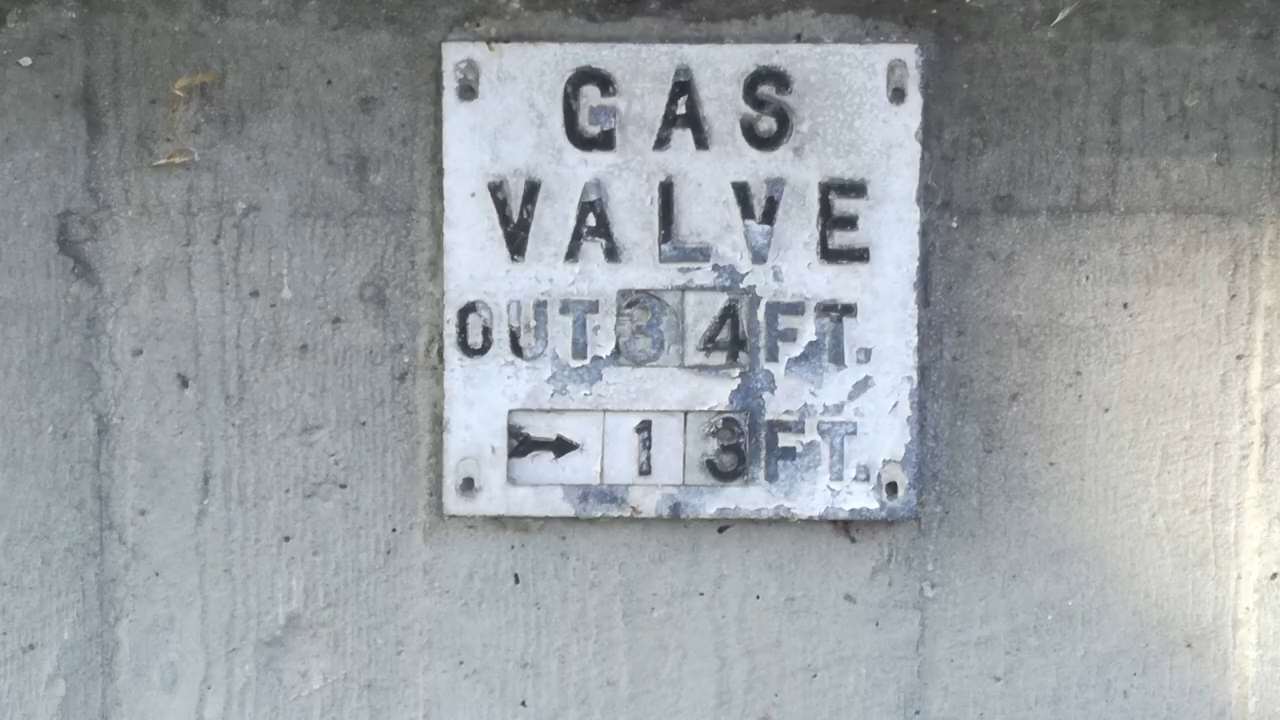 GAS
VALVE
OUT 34 FT.
→ 13 FT.